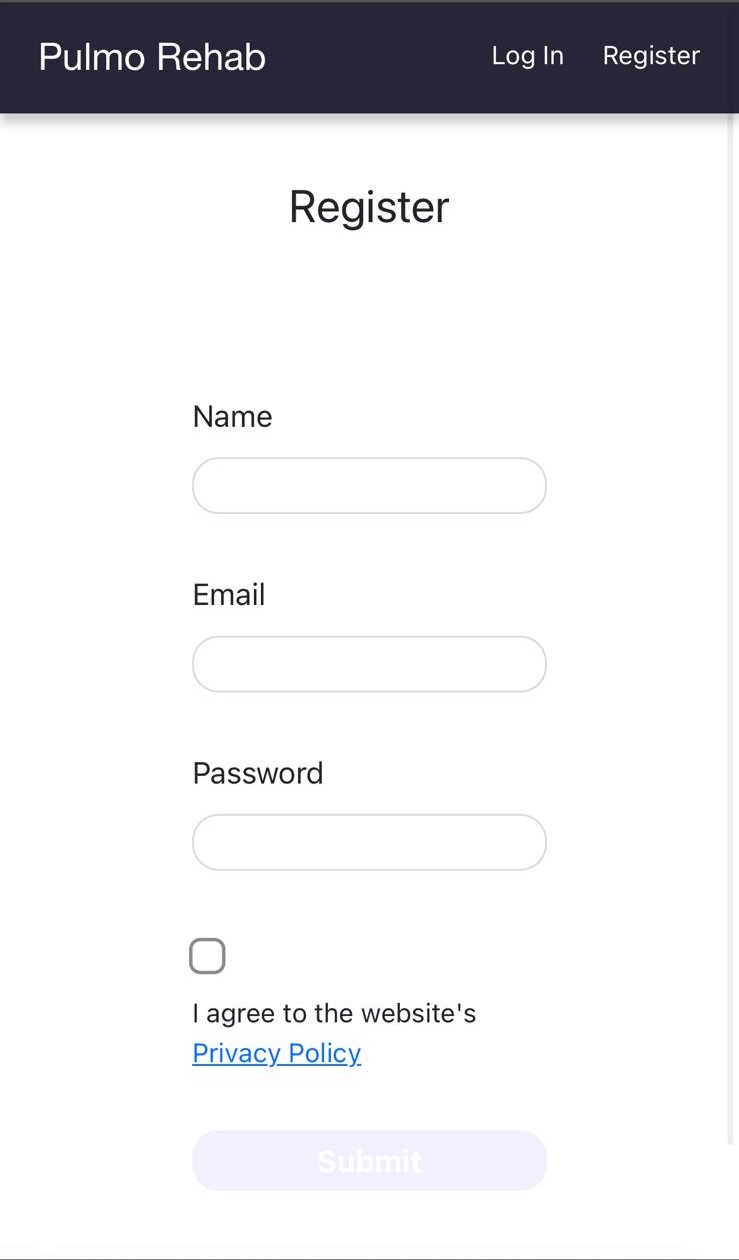 Pulmo Rehab Log In Register
Register
Name
Email
Password
I agree to the website's
Privacy Policy
Submit